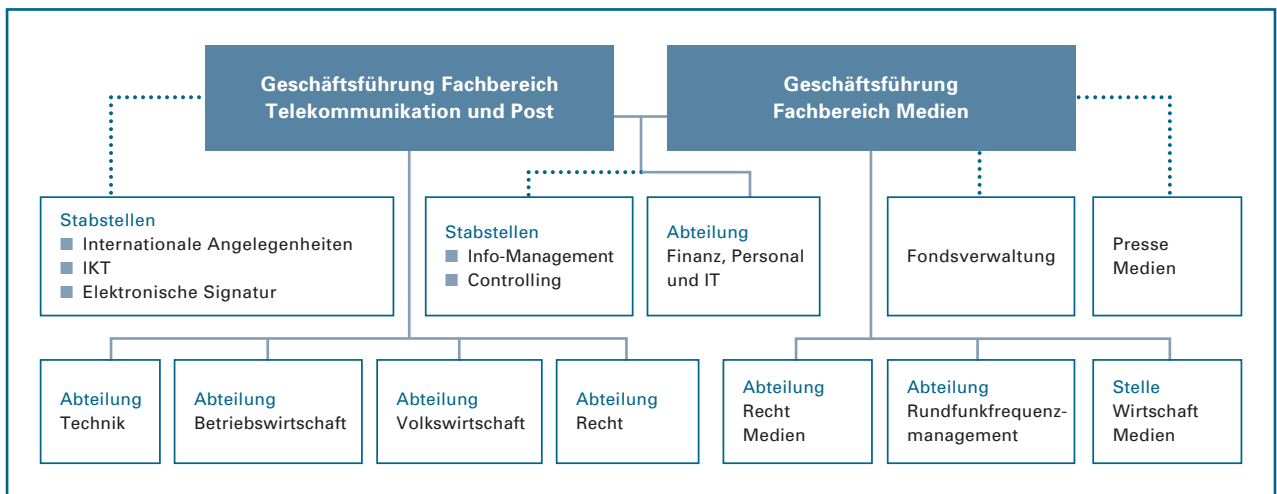 Geschäftsführung Fachbereich
Telekommunikation und Post
Geschäftsführung
Fachbereich Medien
Stabstellen
Internationale Angelegenheiten
IKT
Elektronische Signatur
Stabstellen
Info-Management
Controlling
Abteilung
Finanz, Personal
und IT
Fondsverwaltung
Presse
Medien
Abteilung
Technik
Abteilung
Betriebswirtschaft
Abteilung
Volkswirtschaft
Abteilung
Recht
Abteilung
Recht
Medien
Abteilung
Rundfunkfrequenz-
management
Stelle
Wirtschaft
Medien